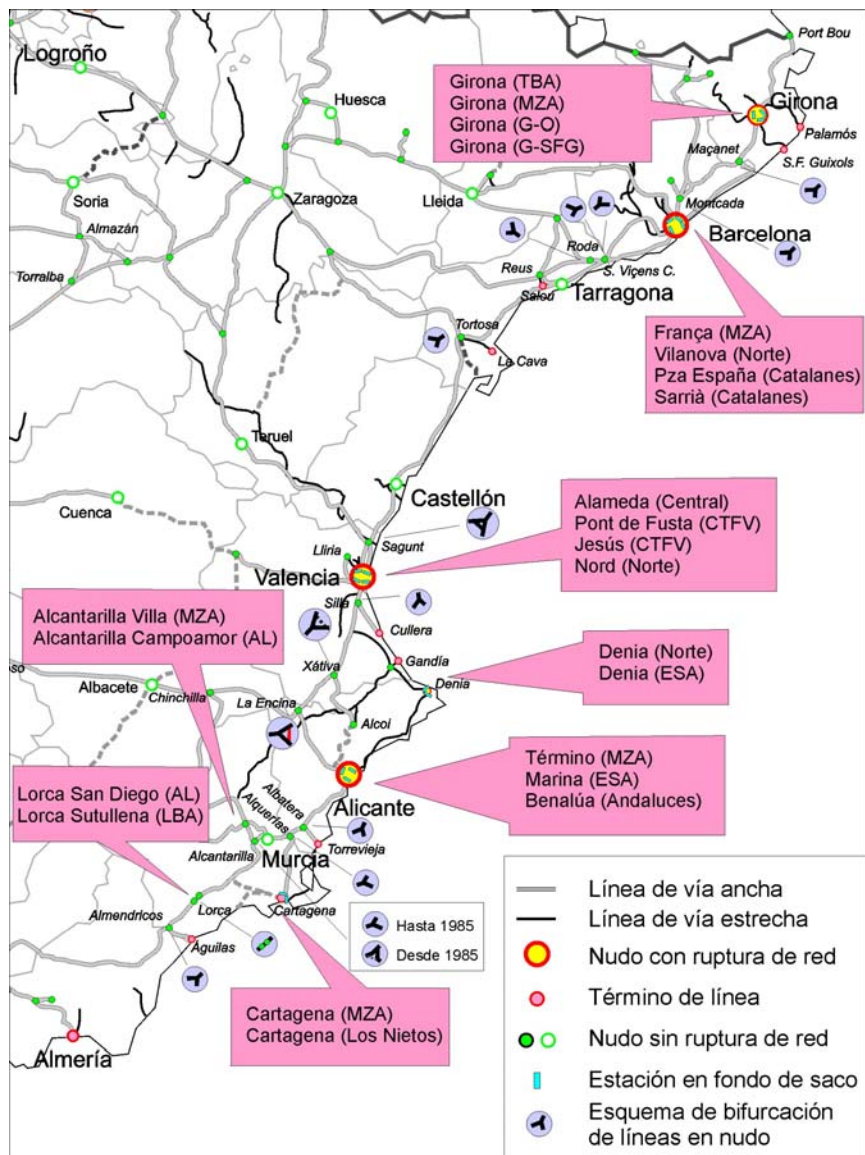 Port Bou
Logroño
Girona (TBA)
Girona (MZA)
Girona (G-O)
Girona (G-SFG)
Girona
Huesca
Palamós
Maçanet
S.F. Guixols
Soria
Zaragoza
Lleida
Montcada
Almazán
Barcelona
Roda
Torralba
Reus
S. Viçens C.
Salou
Tarragona
Tortosa
França (MZA)
Vilanova (Norte)
Pza España (Catalanes)
Sarrià (Catalanes)
La Cava
Teruel
Cuenca
Castellón
Alameda (Central)
Pont de Fusta (CTFV)
Jesús (CTFV)
Nord (Norte)
Sagunt
Lliria
Valencia
Silla
Alcantarilla Villa (MZA)
Alcantarilla Campoamor (AL)
Cullera
Denia (Norte)
Denia (ESA)
Gandía
Xátiva
oso
Albacete
Denia
Chinchilla
La Encina
Alcoi
Término (MZA)
Marina (ESA)
Benalúa (Andaluces)
Lorca San Diego (AL)
Lorca Sutullena (LBA)
Albatera
Alicante
Alquerías
Alcantarilla
Murcia
Torrevieja
Línea de vía ancha
Almendricos
Lorca
Cartagena
Hasta 1985
Línea de vía estrecha
Águilas
Desde 1985
Nudo con ruptura de red
Término de línea
Cartagena (MZA)
Cartagena (Los Nietos)
Nudo sin ruptura de red
Almería
Estación en fondo de saco
Esquema de bifurcación
de líneas en nudo